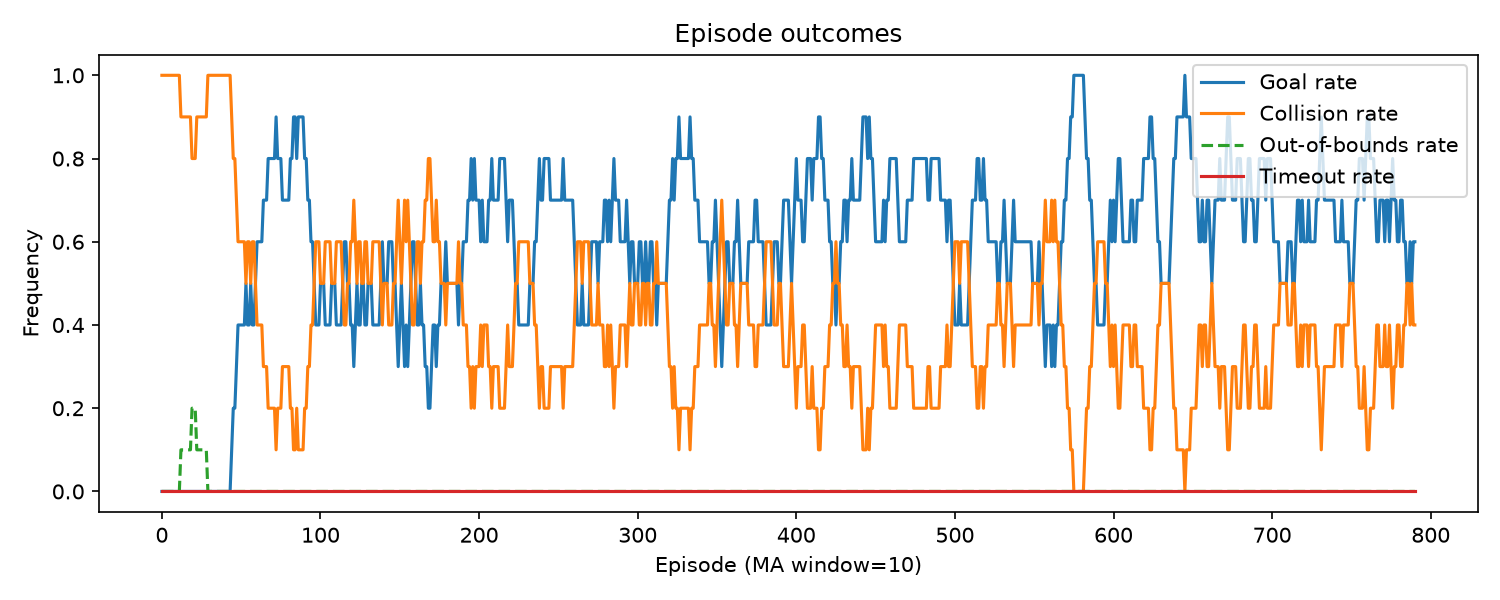 Episode outcomes
Frequency
1.0
0.8
0.6
0.4
0.2
0.0
Goal rate
Collision rate
Out-of-bounds rate
Timeout rate
0 100 200 300 400 500 600 700 800
Episode (MA window=10)